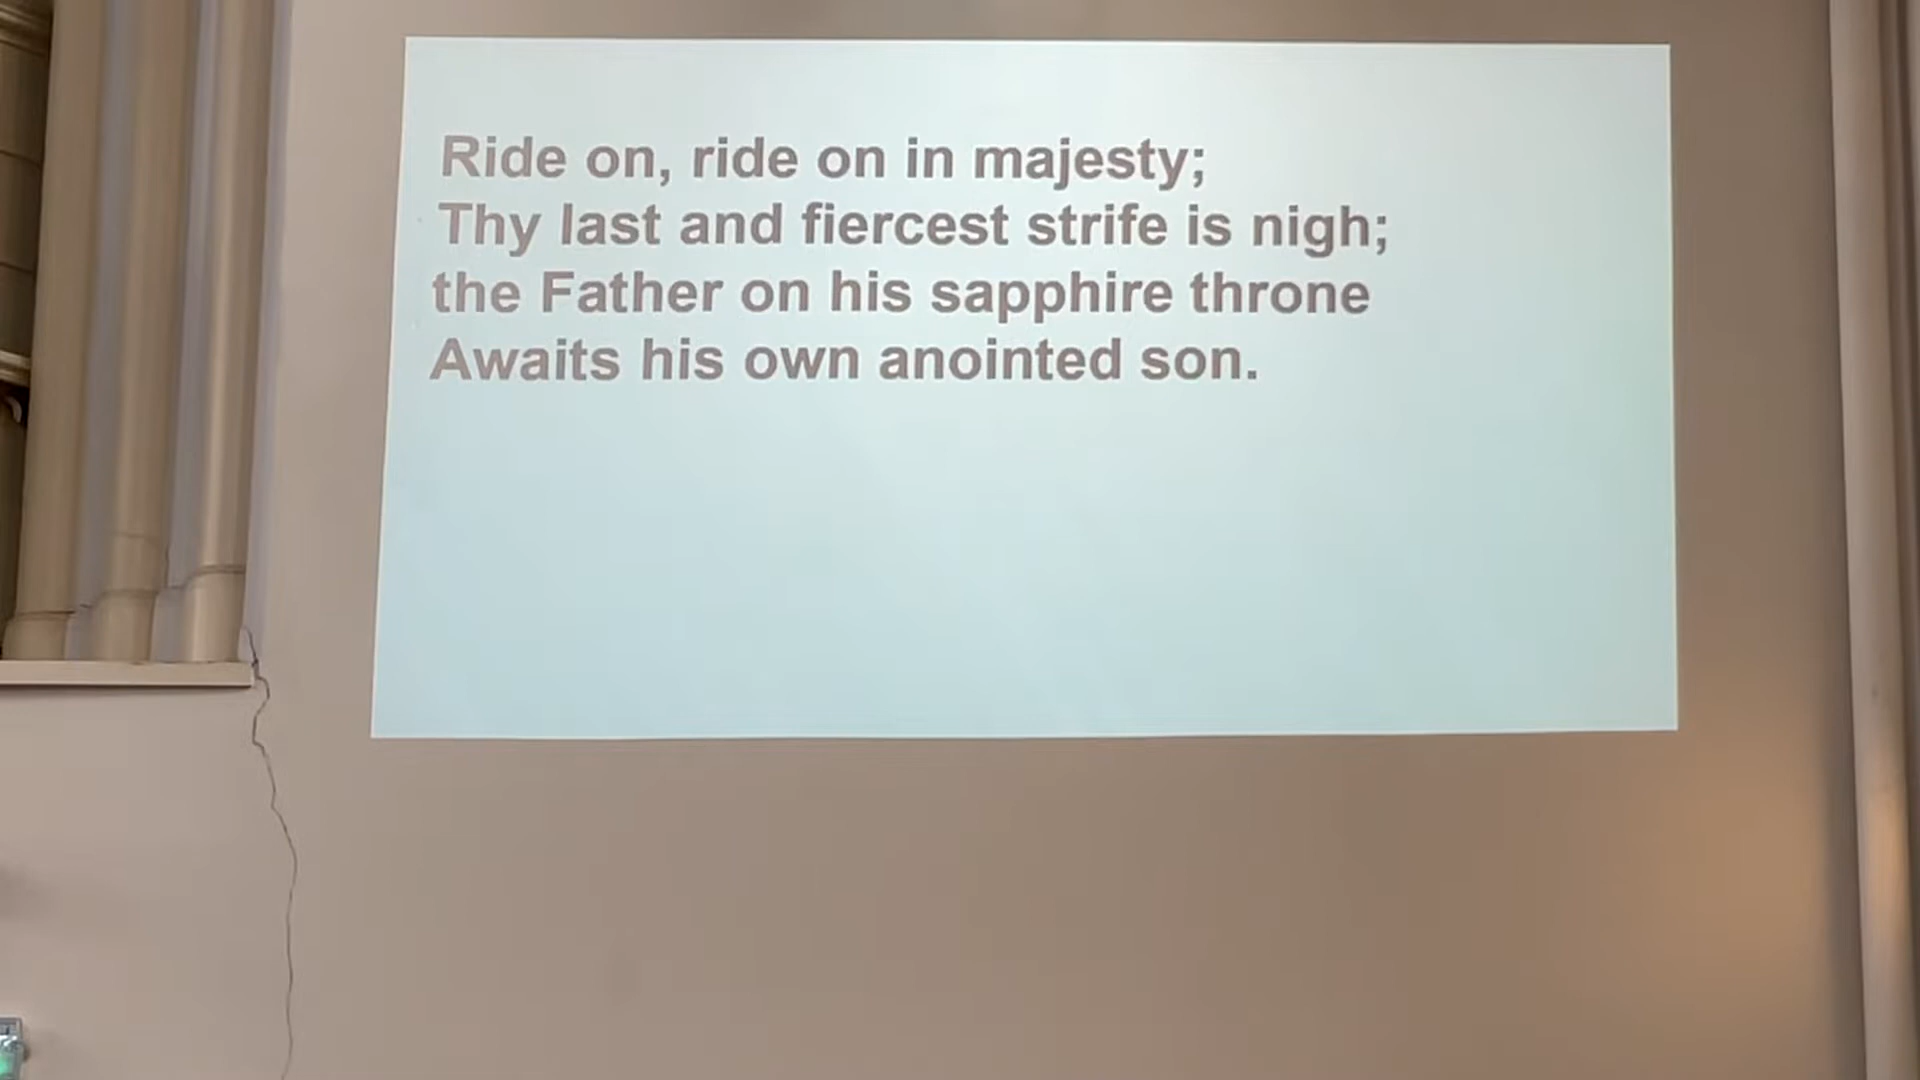 Ride on, ride on in majesty;
Thy last and fiercest strife is nigh;
the Father on his sapphire throne
Awaits his own anointed son.